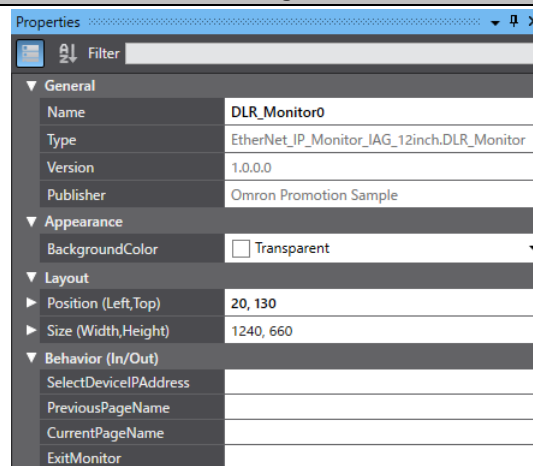 Properties
Filter
General
Name DLR_Monitor0
Type EtherNet_IP_Monitor_IAG_12inch.DLR_Monitor
Version 1.0.0.0
Publisher Omron Promotion Sample
Appearance
BackgroundColor Transparent
Layout
Position (Left,Top) 20, 130
Size (Width,Height) 1240, 660
Behavior (In/Out)
SelectDeviceIPAddress
PreviousPageName
CurrentPageName
ExitMonitor